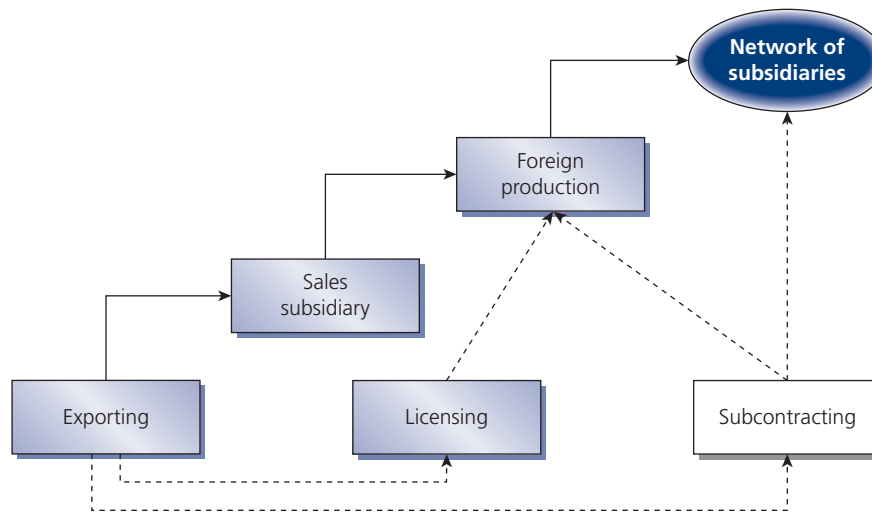 Network of
subsidiaries
Foreign
production
Sales
subsidiary
Exporting
Licensing
Subcontracting